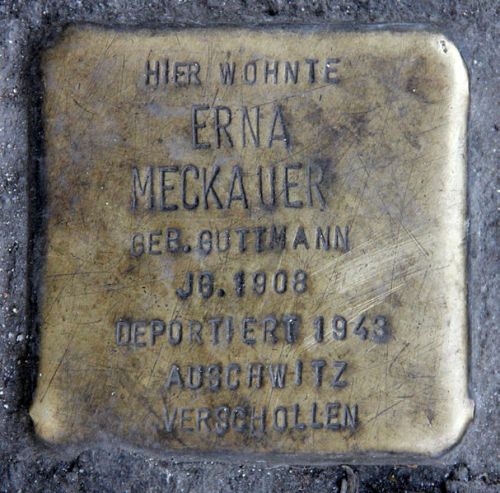 HIER WOHNTE
ERNA
MECKAUER
GEB. GUTTMANN
JG. 1908
DEPORTIERT 1943
AUSCHWITZ
VERSCHOLLEN